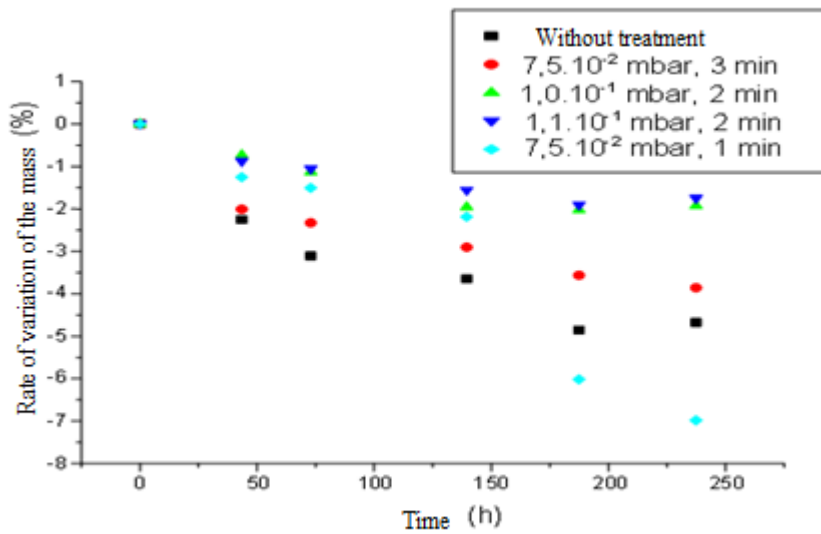 Without treatment
7,5.10⁻² mbar, 3 min
1,0.10⁻¹ mbar, 2 min
1,1.10⁻¹ mbar, 2 min
7,5.10⁻² mbar, 1 min
Rate of variation of the mass (%)
1
0
-1
-2
-3
-4
-5
-6
-7
-8
0 50 100 150 200 250
Time (h)